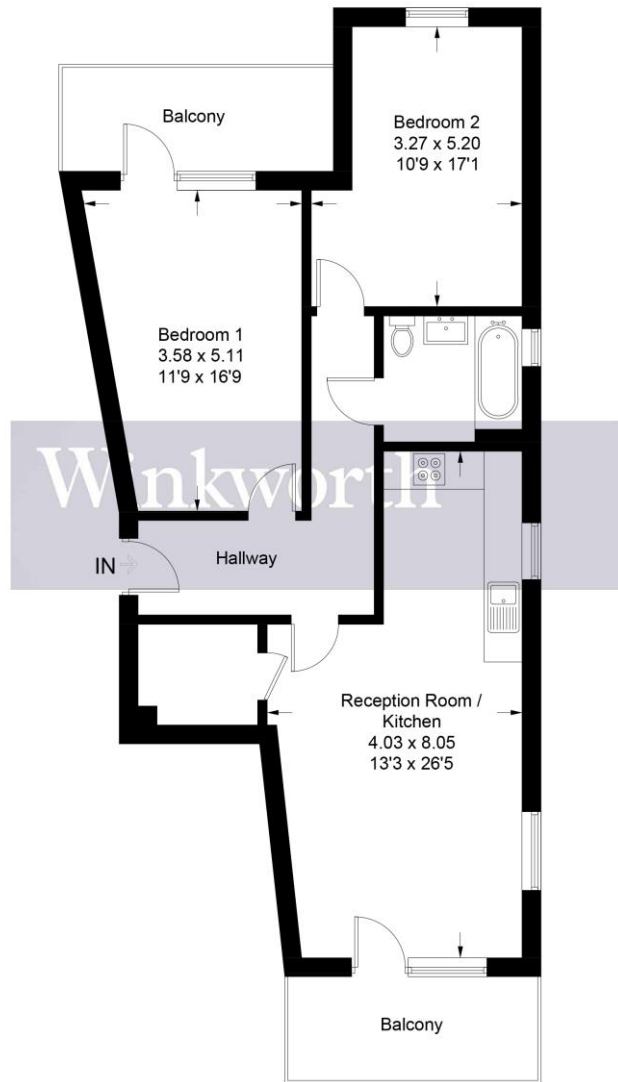 Balcony
Bedroom 2
3.27 x 5.20
10'9 x 17'1
Bedroom 1
3.58 x 5.11
11'9 x 16'9
Winkworth
IN
Hallway
Reception Room /
Kitchen
4.03 x 8.05
13'3 x 26'5
Balcony